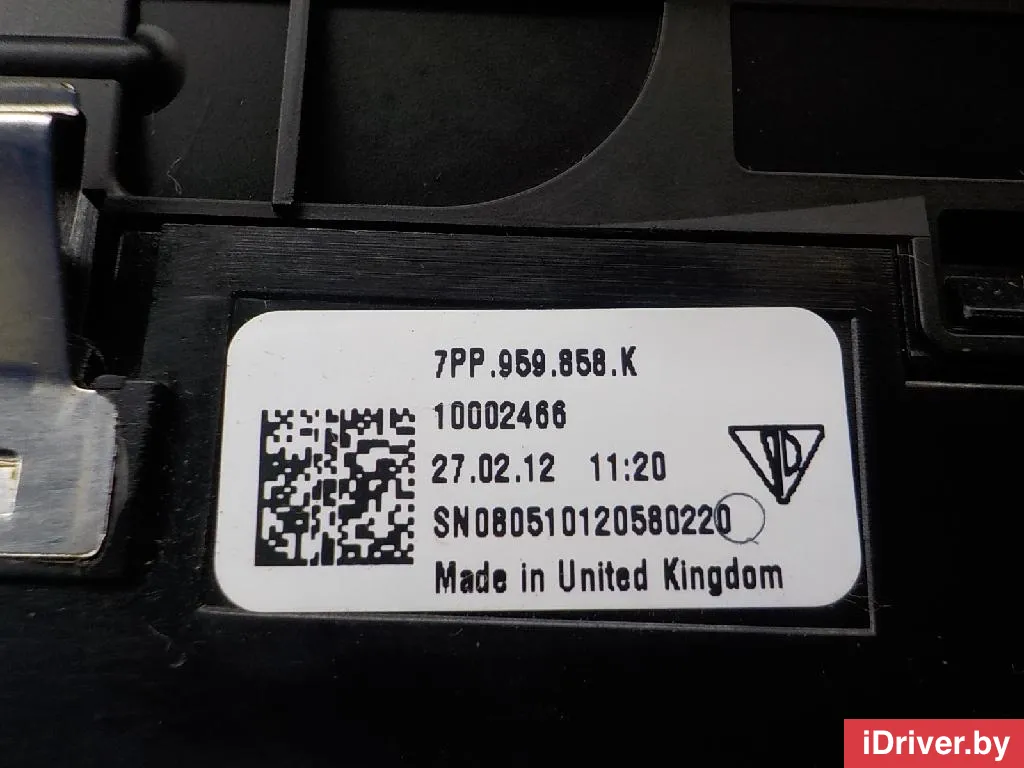 7PP.959.858.K
10002466
27.02.12 11:20
SN080510120580220
Made in United Kingdom
iDriver.by